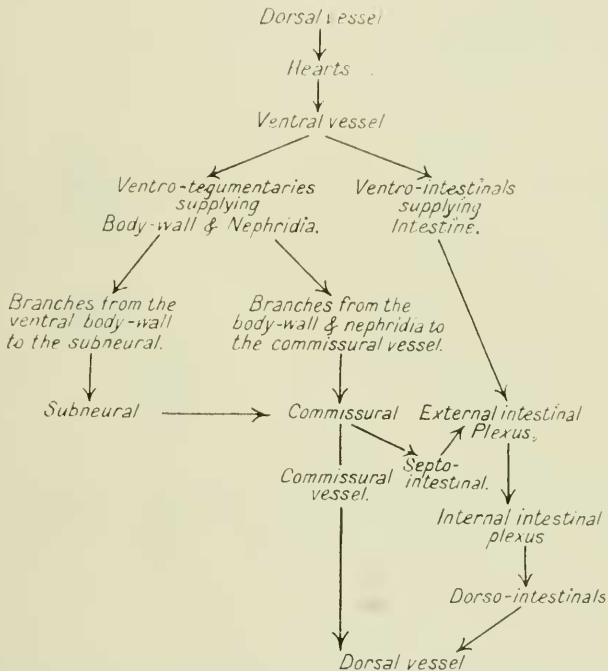 Dorsal vessel
Hearts
Ventral vessel
Ventro-tegumentaries
supplying
Body-wall & Nephridia.
Ventro-intestinals
supplying
Intestine.
Branches from the
ventral body-wall
to the subneural.
Branches from the
body-wall & nephridia to
the commissural vessel.
Subneural
Commissural
External intestinal
Plexus.
Commissural
vessel.
Septo-
intestinal.
Internal intestinal
plexus
Dorso-intestinals
Dorsal vessel